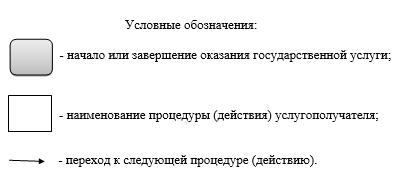 Условные обозначения:
- начало или завершение оказания государственной услуги;
- наименование процедуры (действия) услугополучателя;
- переход к следующей процедуре (действию).